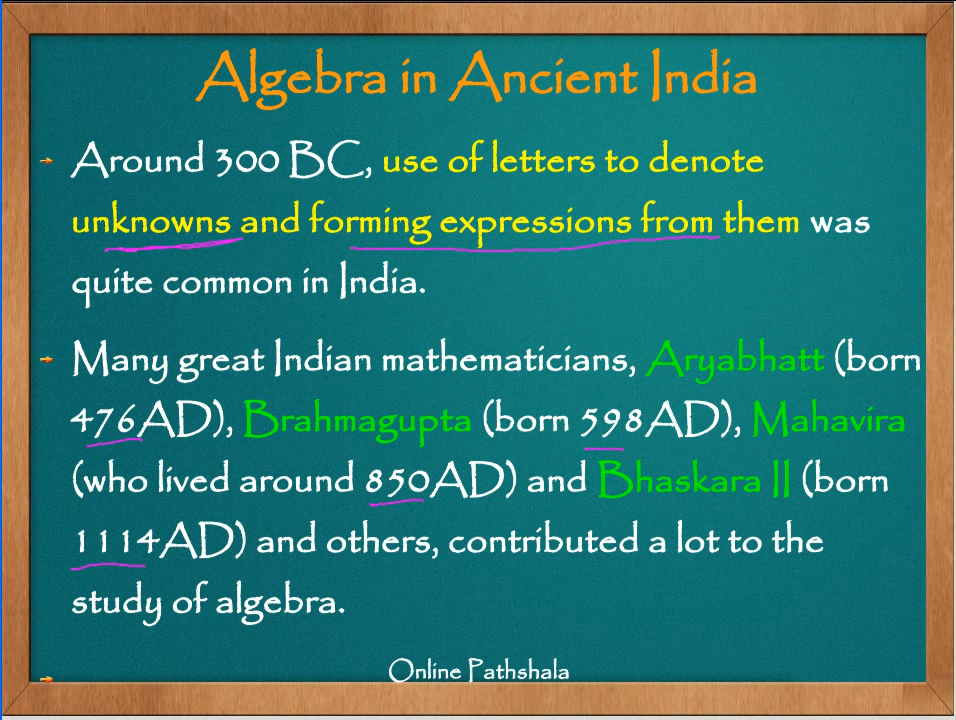 Algebra in Ancient India
Around 300 BC, use of letters to denote
unknowns and forming expressions from them was
quite common in India.
Many great Indian mathematicians, Aryabhatt (born
476AD), Brahmagupta (born 598AD), Mahavira
(who lived around 850AD) and Bhaskara II (born
1114AD) and others, contributed a lot to the
study of algebra.
Online Pathshala